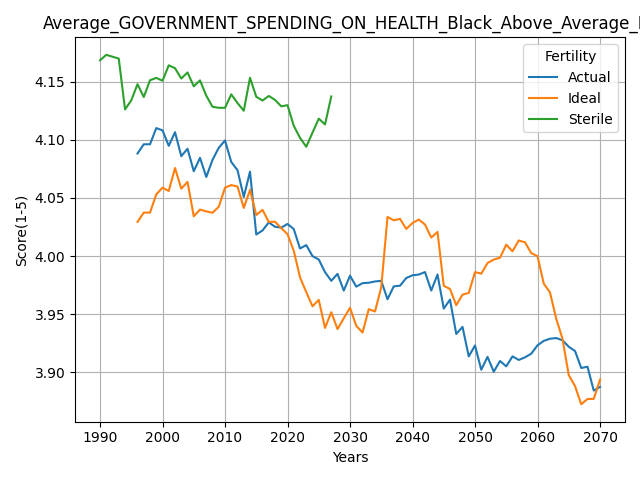 Average_GOVERNMENT_SPENDING_ON_HEALTH_Black_Above_Average_
Fertility
Actual
Ideal
Sterile
Score(1-5)
4.15
4.10
4.05
4.00
3.95
3.90
1990 2000 2010 2020 2030 2040 2050 2060 2070
Years